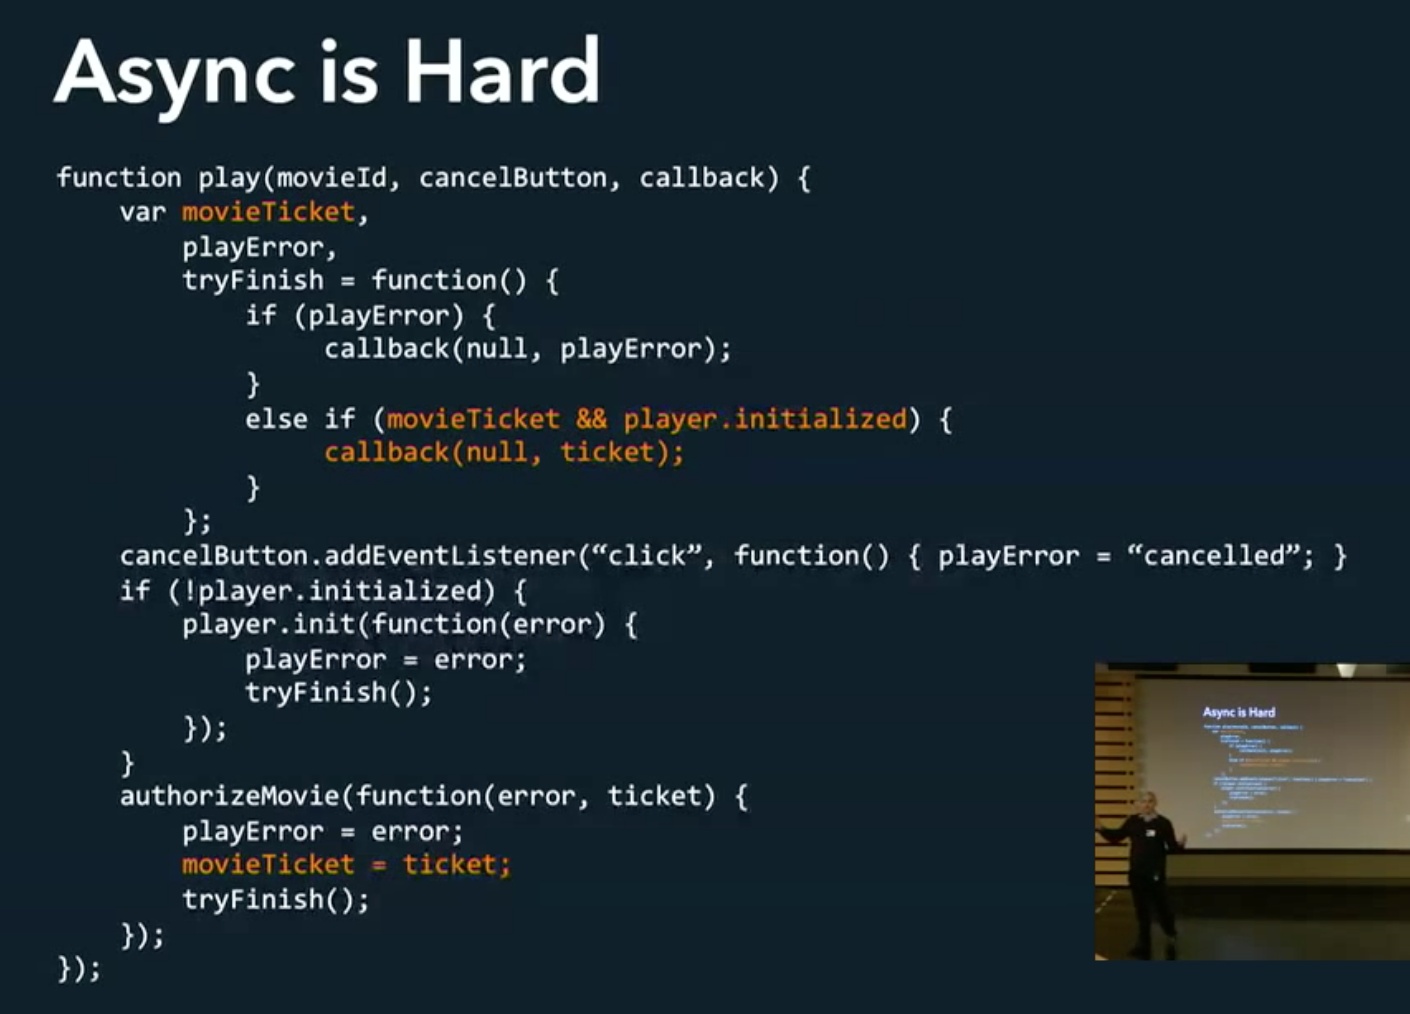 Async is Hard
function play(movieId, cancelButton, callback) {
    var movieTicket,
        playError,
        tryFinish = function() {
            if (playError) {
                 callback(null, playError);
            }
            else if (movieTicket && player.initialized) {
                 callback(null, ticket);
            }
        };
    cancelButton.addEventListener(“click”, function() { playError = “cancelled”; }
    if (!player.initialized) {
        player.init(function(error) {
            playError = error;
            tryFinish();
        });
    }
    authorizeMovie(function(error, ticket) {
        playError = error;
        movieTicket = ticket;
        tryFinish();
    });
});
Async is Hard